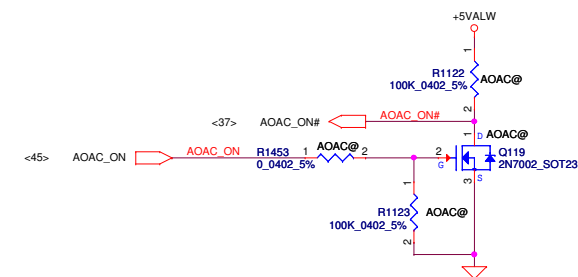 +5VALW
1
R1122
100K_0402_5%
AOAC@
2
<37>
AOAC_ON#
AOAC_ON#
1
D
AOAC@
<45>
AOAC_ON
AOAC_ON
R1453
0_0402_5%
1
AOAC@
2
2
G
Q119
2N7002_SOT23
3
S
1
R1123
100K_0402_5%
AOAC@
2